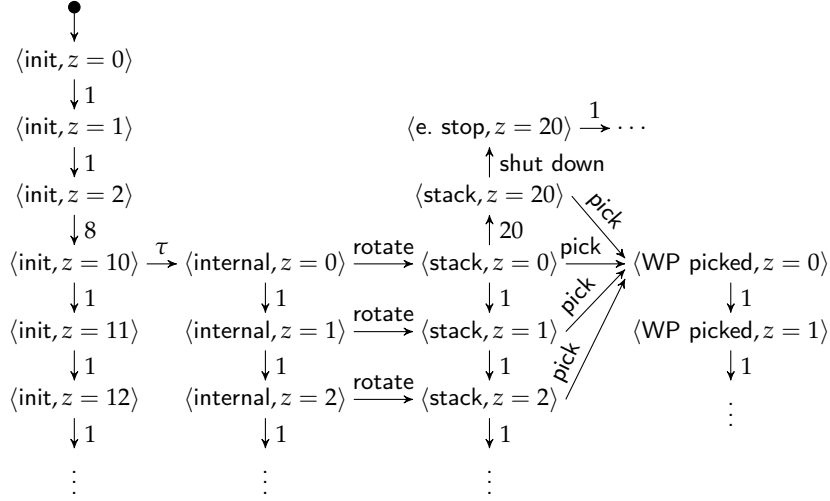 ⟨init, z = 0⟩
1
⟨init, z = 1⟩ ⟨e. stop, z = 20⟩ 1 ⋯
1 shut down
⟨init, z = 2⟩ ⟨stack, z = 20⟩ pick
8 20
⟨init, z = 10⟩ τ ⟨internal, z = 0⟩ rotate ⟨stack, z = 0⟩ pick ⟨WP picked, z = 0⟩
1 1 1 pick 1
⟨init, z = 11⟩ ⟨internal, z = 1⟩ rotate ⟨stack, z = 1⟩ ⟨WP picked, z = 1⟩
1 1 1 pick 1
⟨init, z = 12⟩ ⟨internal, z = 2⟩ rotate ⟨stack, z = 2⟩ ⋮
1 1 1
⋮ ⋮ ⋮